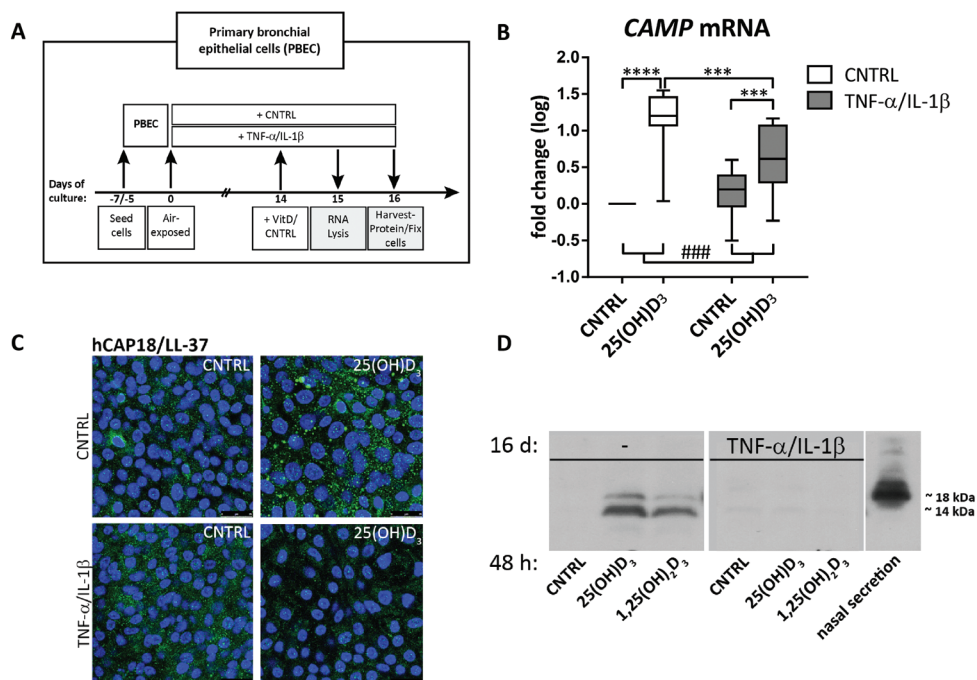 A
Primary bronchial
epithelial cells (PBEC)
PBEC
+ CNTRL
+ TNF-α/IL-1β
Days of
culture:
-7/-5
0
14
15
16
Seed
cells
Air-
exposed
+ VitD/
CNTRL
RNA
Lysis
Harvest-
Protein/Fix
cells
B
CAMP mRNA
fold change (log)
1.5
1.0
0.5
0.0
-0.5
-1.0
****
***
***
###
CNTRL
25(OH)D₃
CNTRL
25(OH)D₃
CNTRL
TNF-α/IL-1β
C
hCAP18/LL-37
CNTRL
25(OH)D₃
CNTRL
TNF-α/IL-1β
25(OH)D₃
D
16 d:
-
TNF-α/IL-1β
~ 18 kDa
~ 14 kDa
48 h:
CNTRL
25(OH)D₃
1,25(OH)₂D₃
CNTRL
25(OH)D₃
1,25(OH)₂D₃
nasal secretion